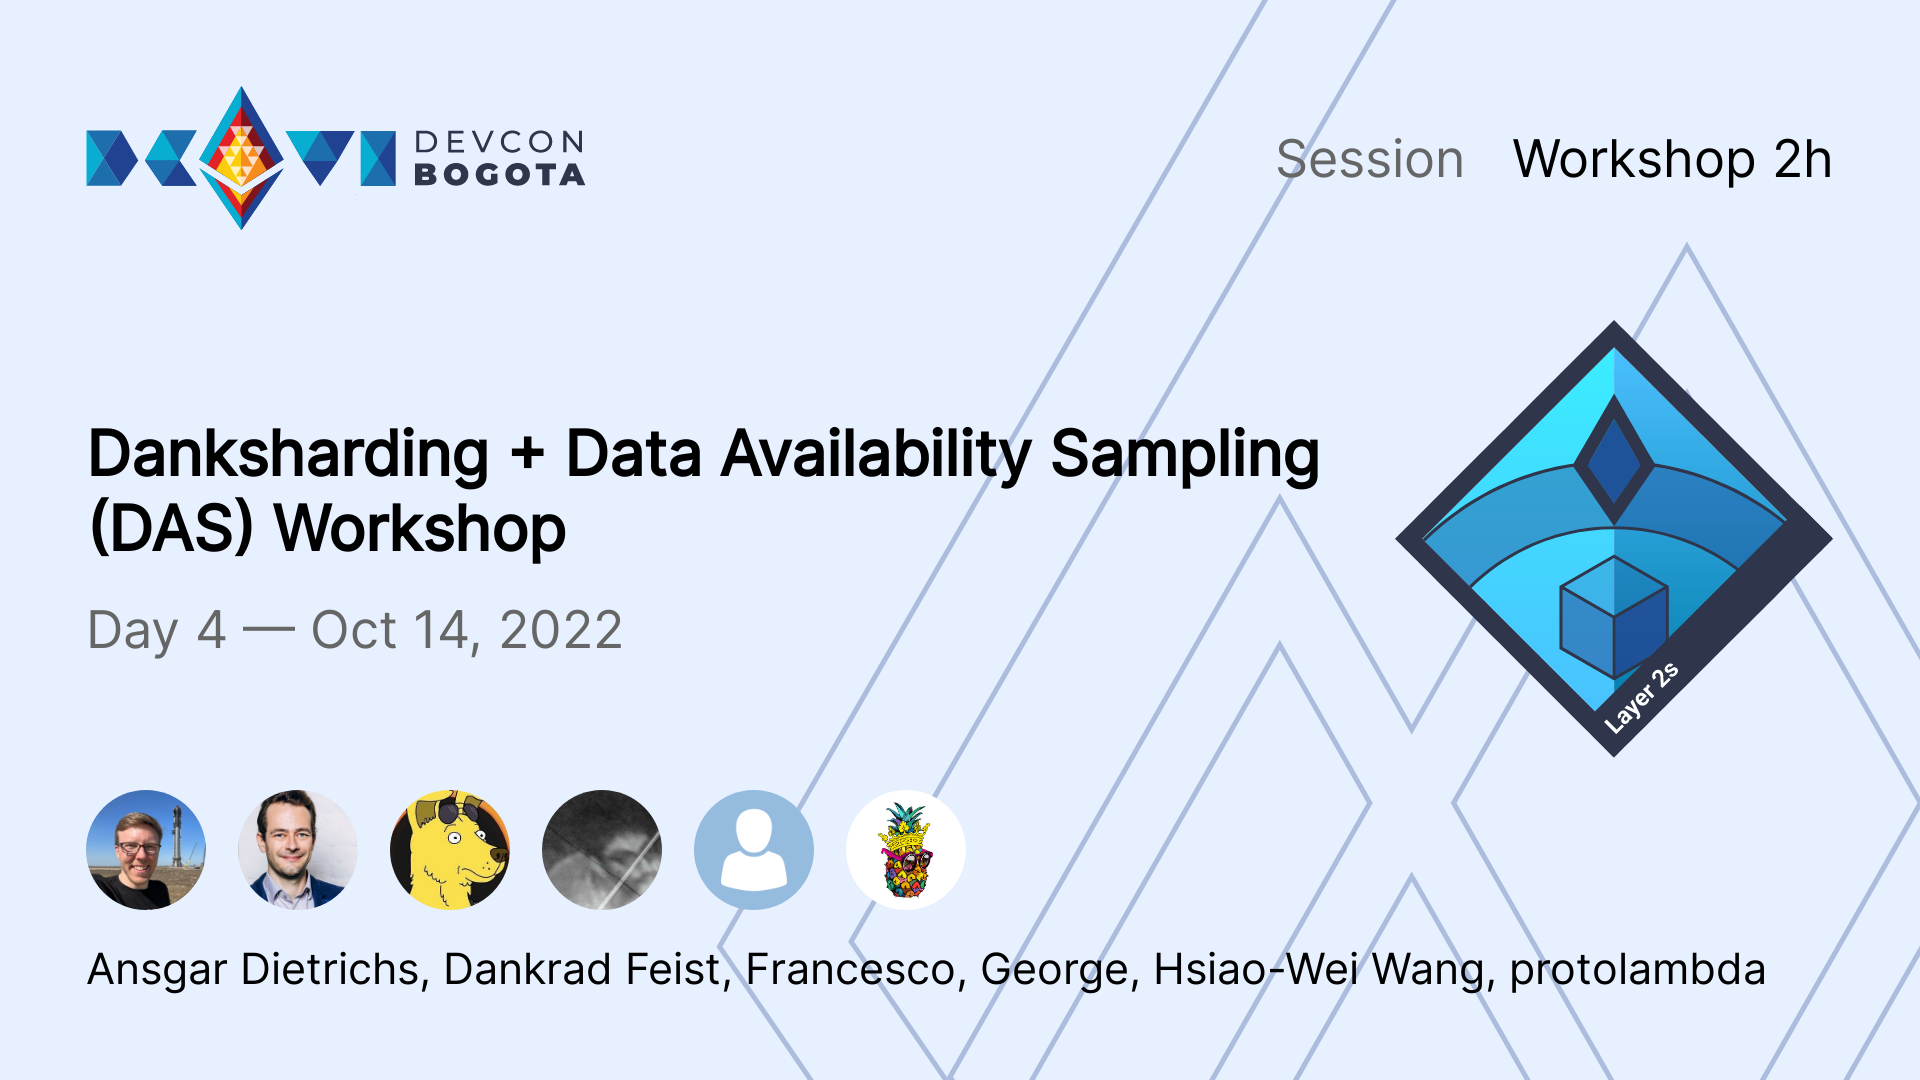 DEVCON
BOGOTA
Session Workshop 2h
Danksharding + Data Availability Sampling
(DAS) Workshop
Day 4 — Oct 14, 2022
Layer 2s
Ansgar Dietrichs, Dankrad Feist, Francesco, George, Hsiao-Wei Wang, protolambda